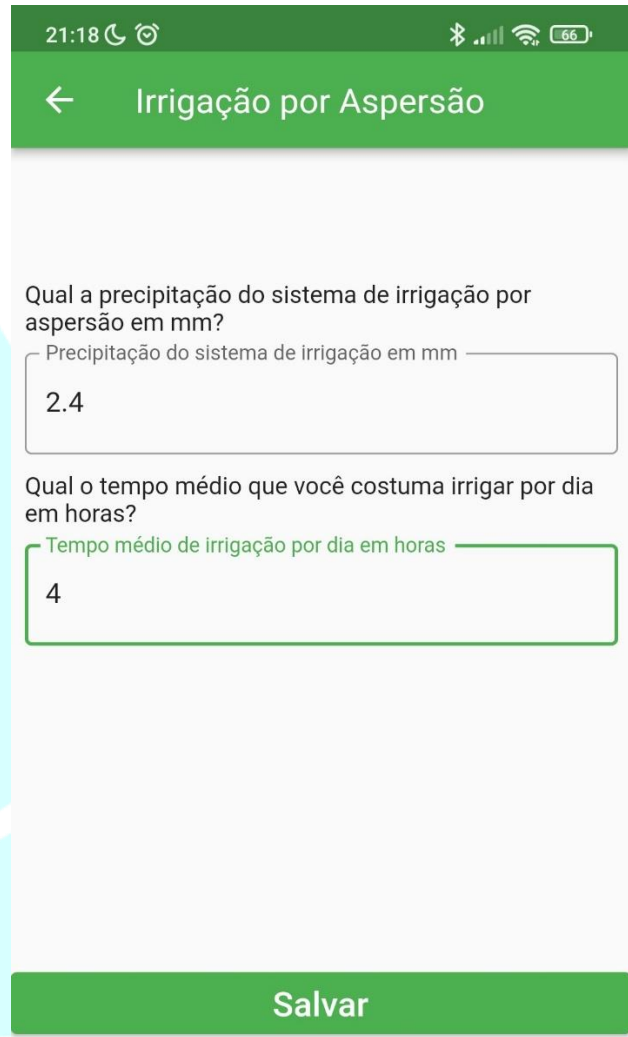 21:18
66
Irrigação por Aspersão
Qual a precipitação do sistema de irrigação por
aspersão em mm?
Precipitação do sistema de irrigação em mm
2.4
Qual o tempo médio que você costuma irrigar por dia
em horas?
Tempo médio de irrigação por dia em horas
4
Salvar